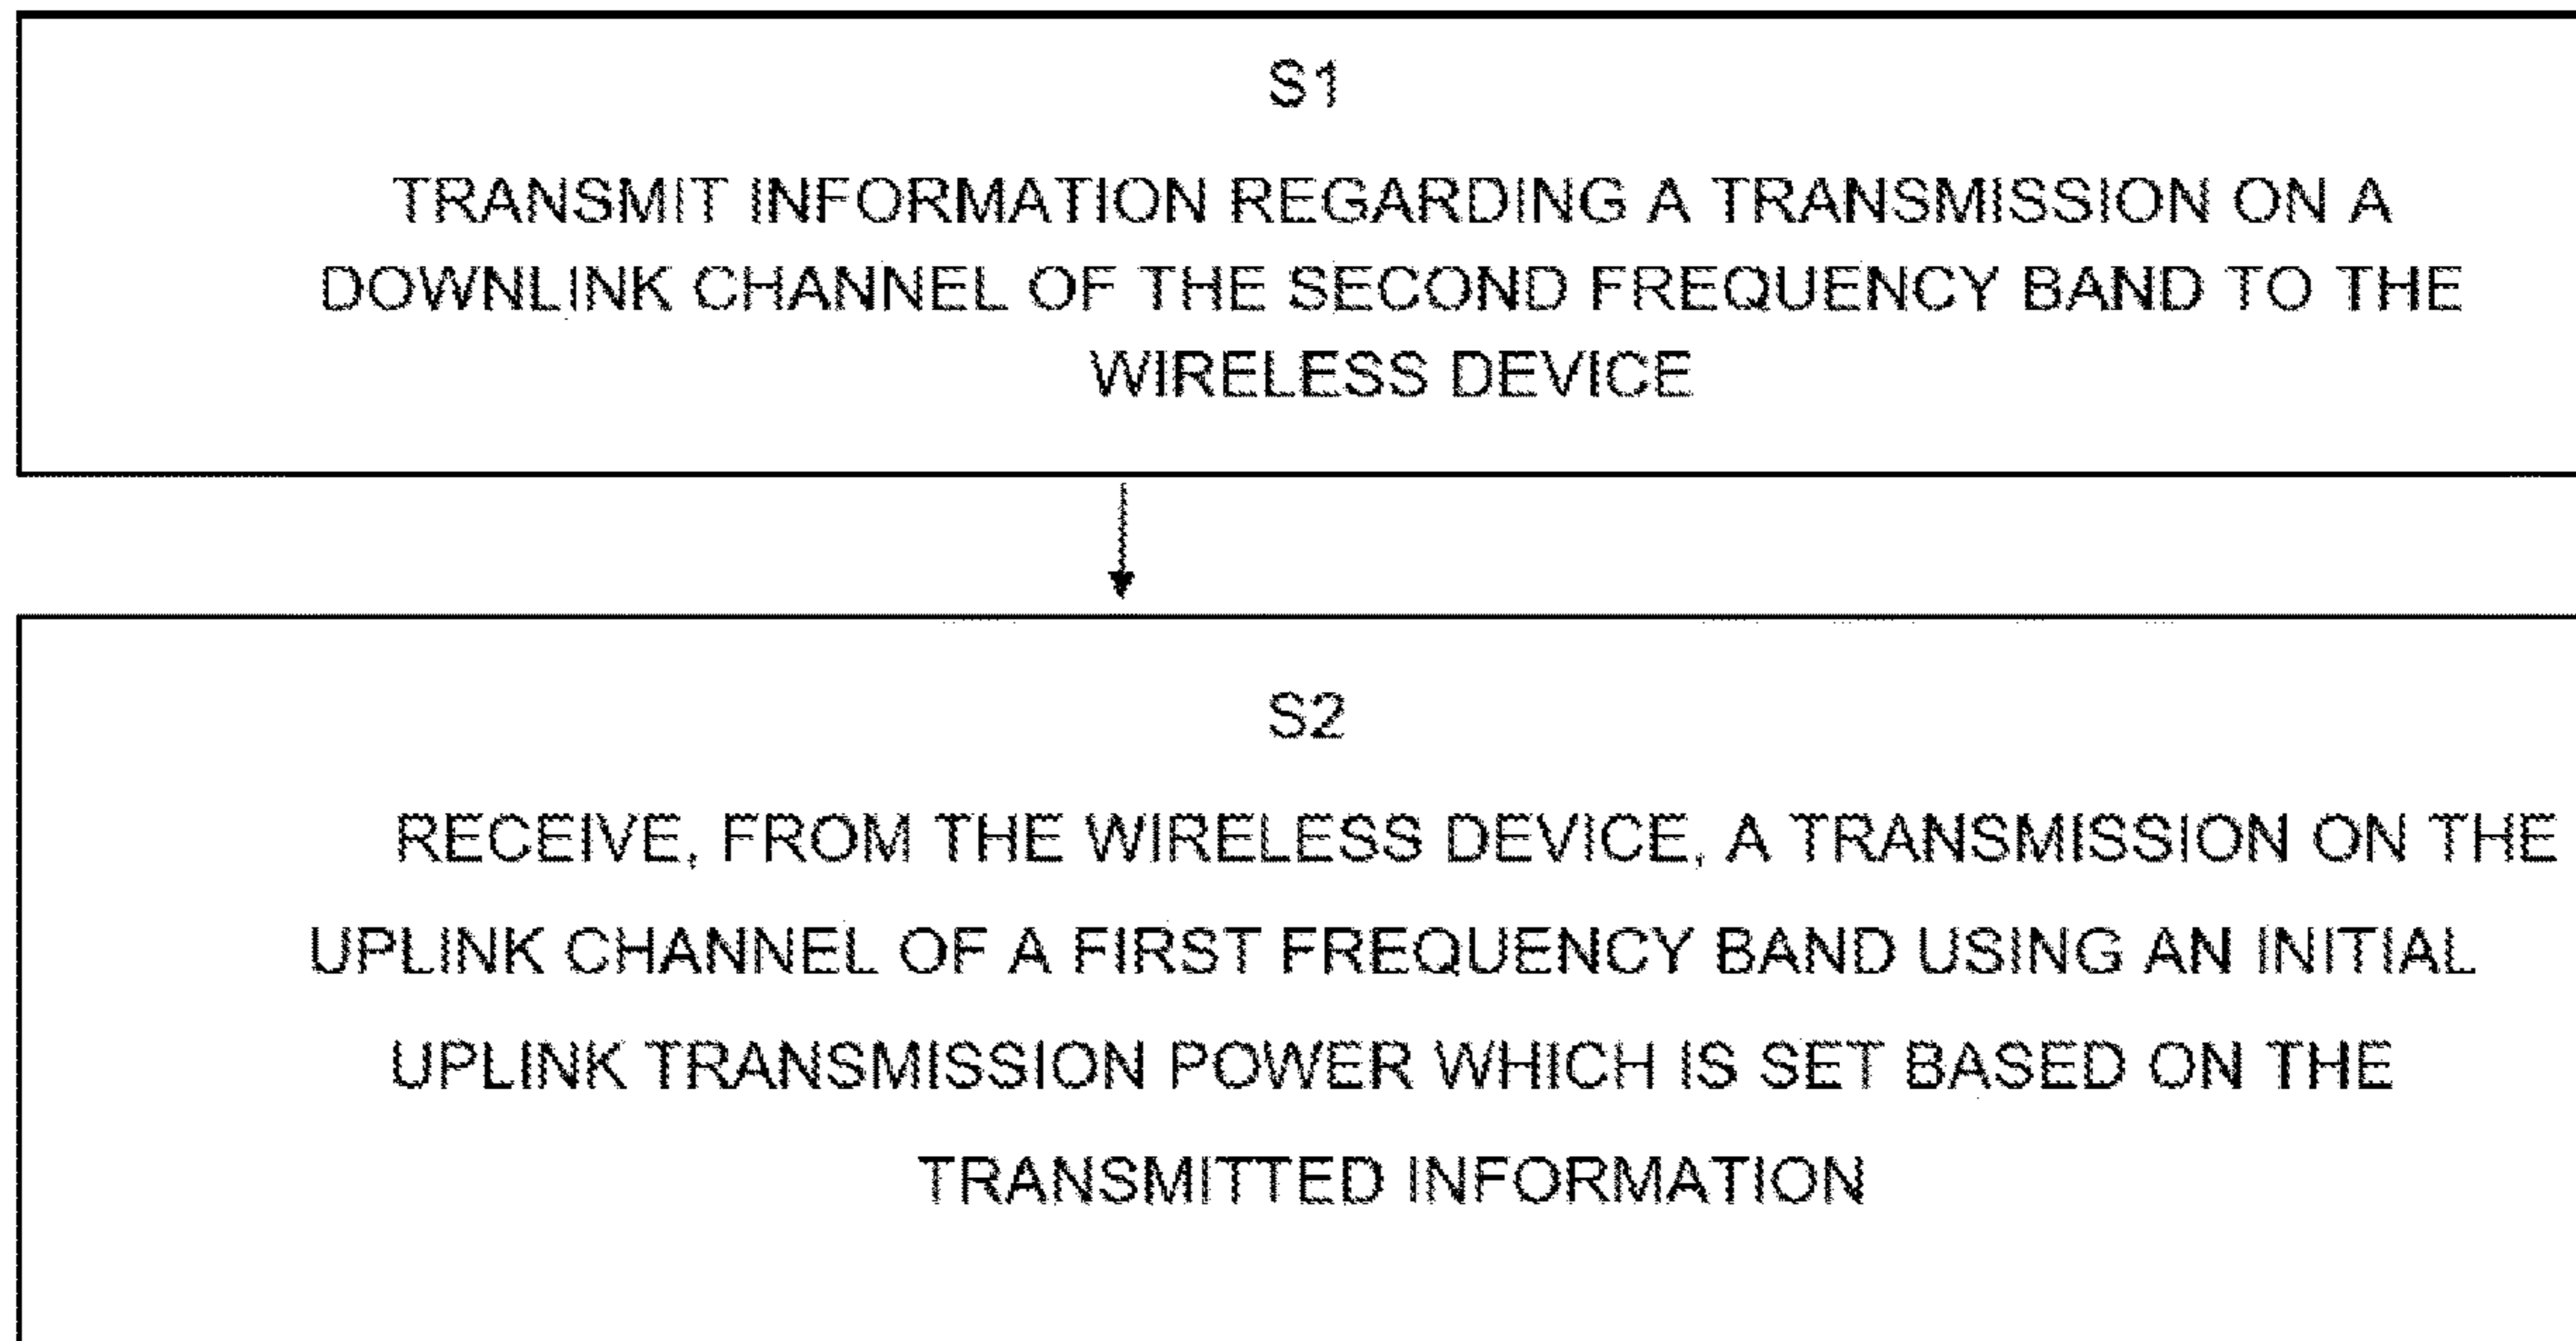 S1
TRANSMIT INFORMATION REGARDING A TRANSMISSION ON A
DOWNLINK CHANNEL OF THE SECOND FREQUENCY BAND TO THE
WIRELESS DEVICE
S2
RECEIVE, FROM THE WIRELESS DEVICE, A TRANSMISSION ON THE
UPLINK CHANNEL OF A FIRST FREQUENCY BAND USING AN INITIAL
UPLINK TRANSMISSION POWER WHICH IS SET BASED ON THE
TRANSMITTED INFORMATION